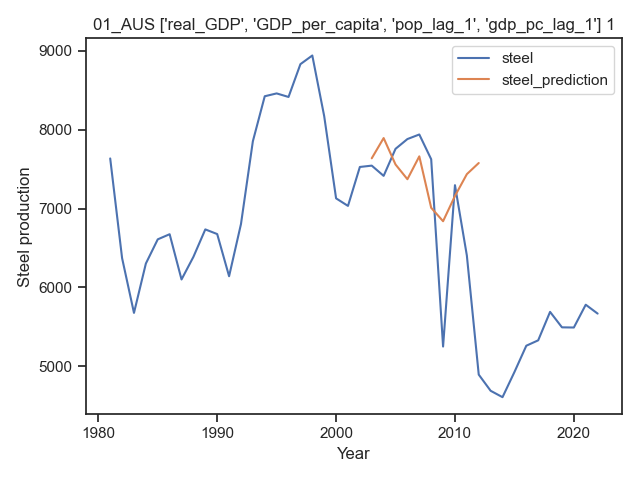 01_AUS ['real_GDP', 'GDP_per_capita', 'pop_lag_1', 'gdp_pc_lag_1'] 1
steel
steel_prediction
9000
8000
7000
6000
5000
Steel production
1980
1990
2000
2010
2020
Year